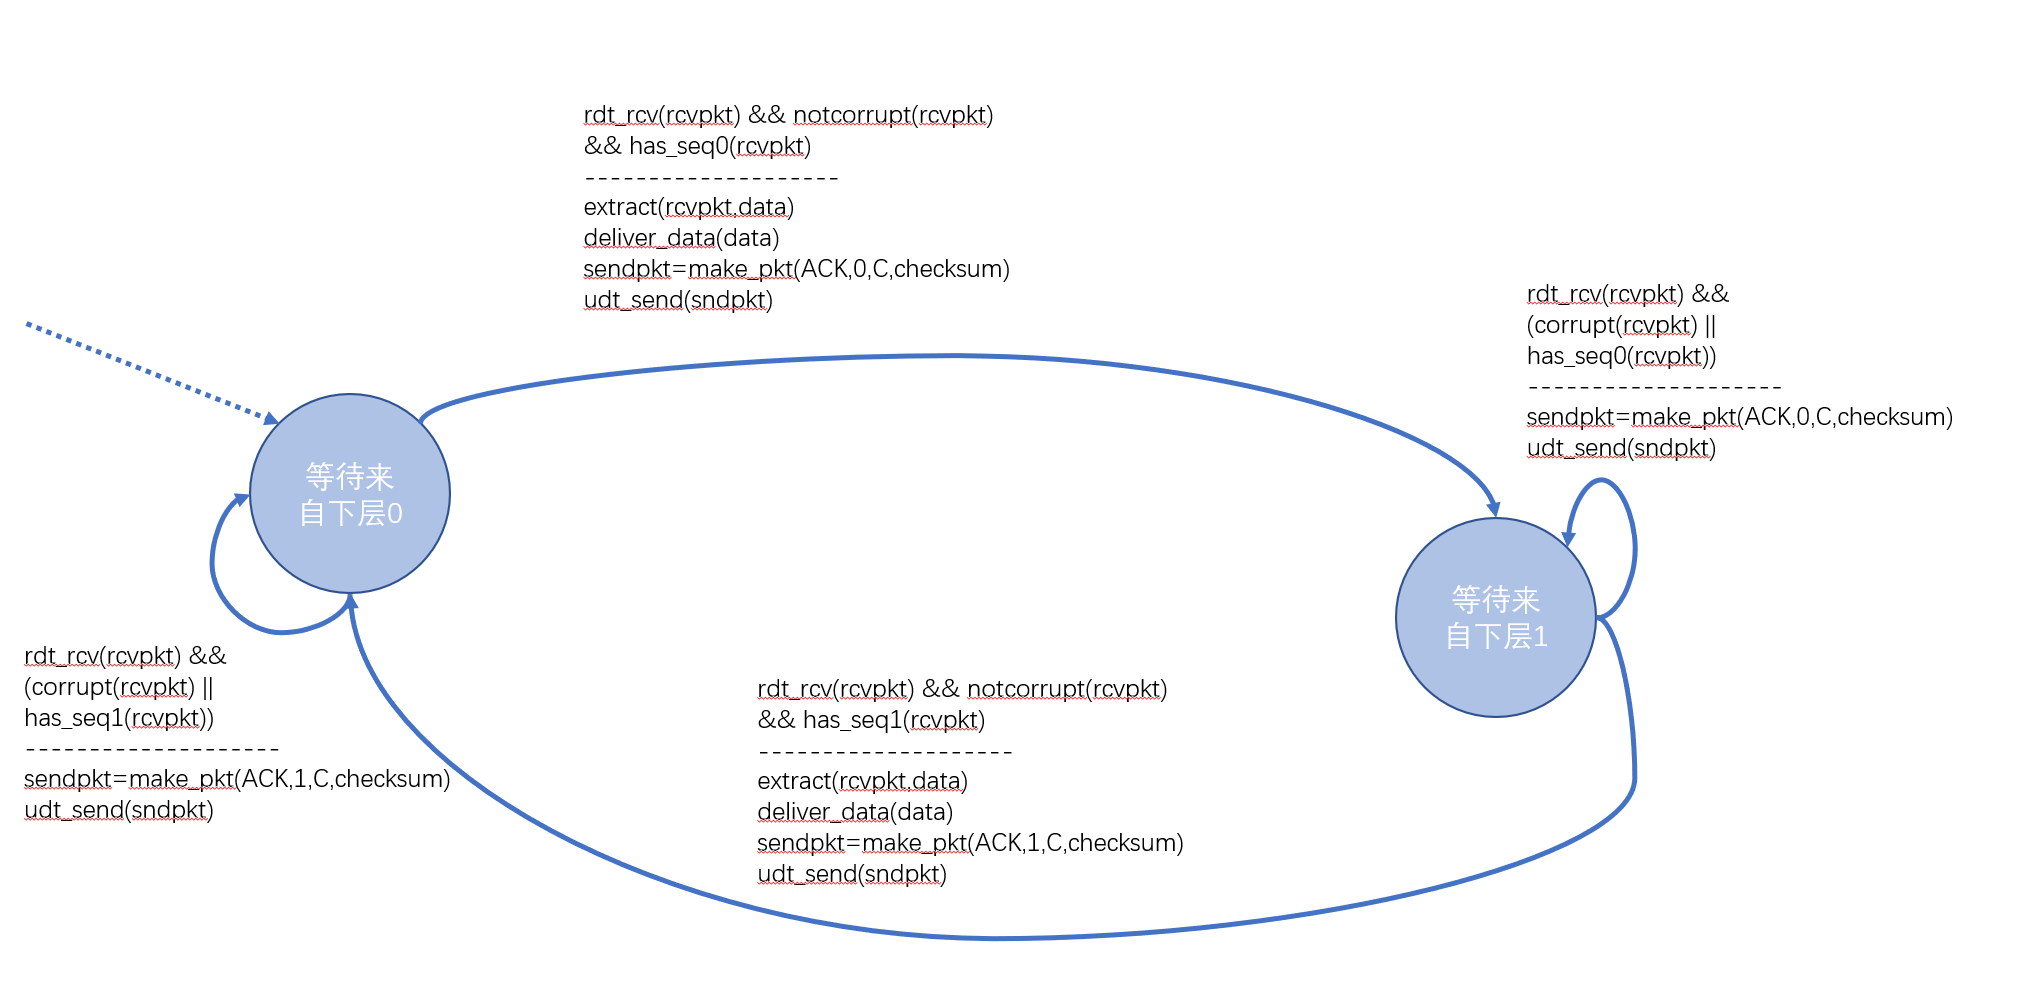 rdt_rcv(rcvpkt) && notcorrupt(rcvpkt)
&& has_seq0(rcvpkt)
--------------------
extract(rcvpkt,data)
deliver_data(data)
sendpkt=make_pkt(ACK,0,C,checksum)
udt_send(sndpkt)
rdt_rcv(rcvpkt) &&
(corrupt(rcvpkt) ||
has_seq0(rcvpkt))
--------------------
sendpkt=make_pkt(ACK,0,C,checksum)
udt_send(sndpkt)
等待来
自下层0
等待来
自下层1
rdt_rcv(rcvpkt) &&
(corrupt(rcvpkt) ||
has_seq1(rcvpkt))
--------------------
sendpkt=make_pkt(ACK,1,C,checksum)
udt_send(sndpkt)
rdt_rcv(rcvpkt) && notcorrupt(rcvpkt)
&& has_seq1(rcvpkt)
--------------------
extract(rcvpkt,data)
deliver_data(data)
sendpkt=make_pkt(ACK,1,C,checksum)
udt_send(sndpkt)